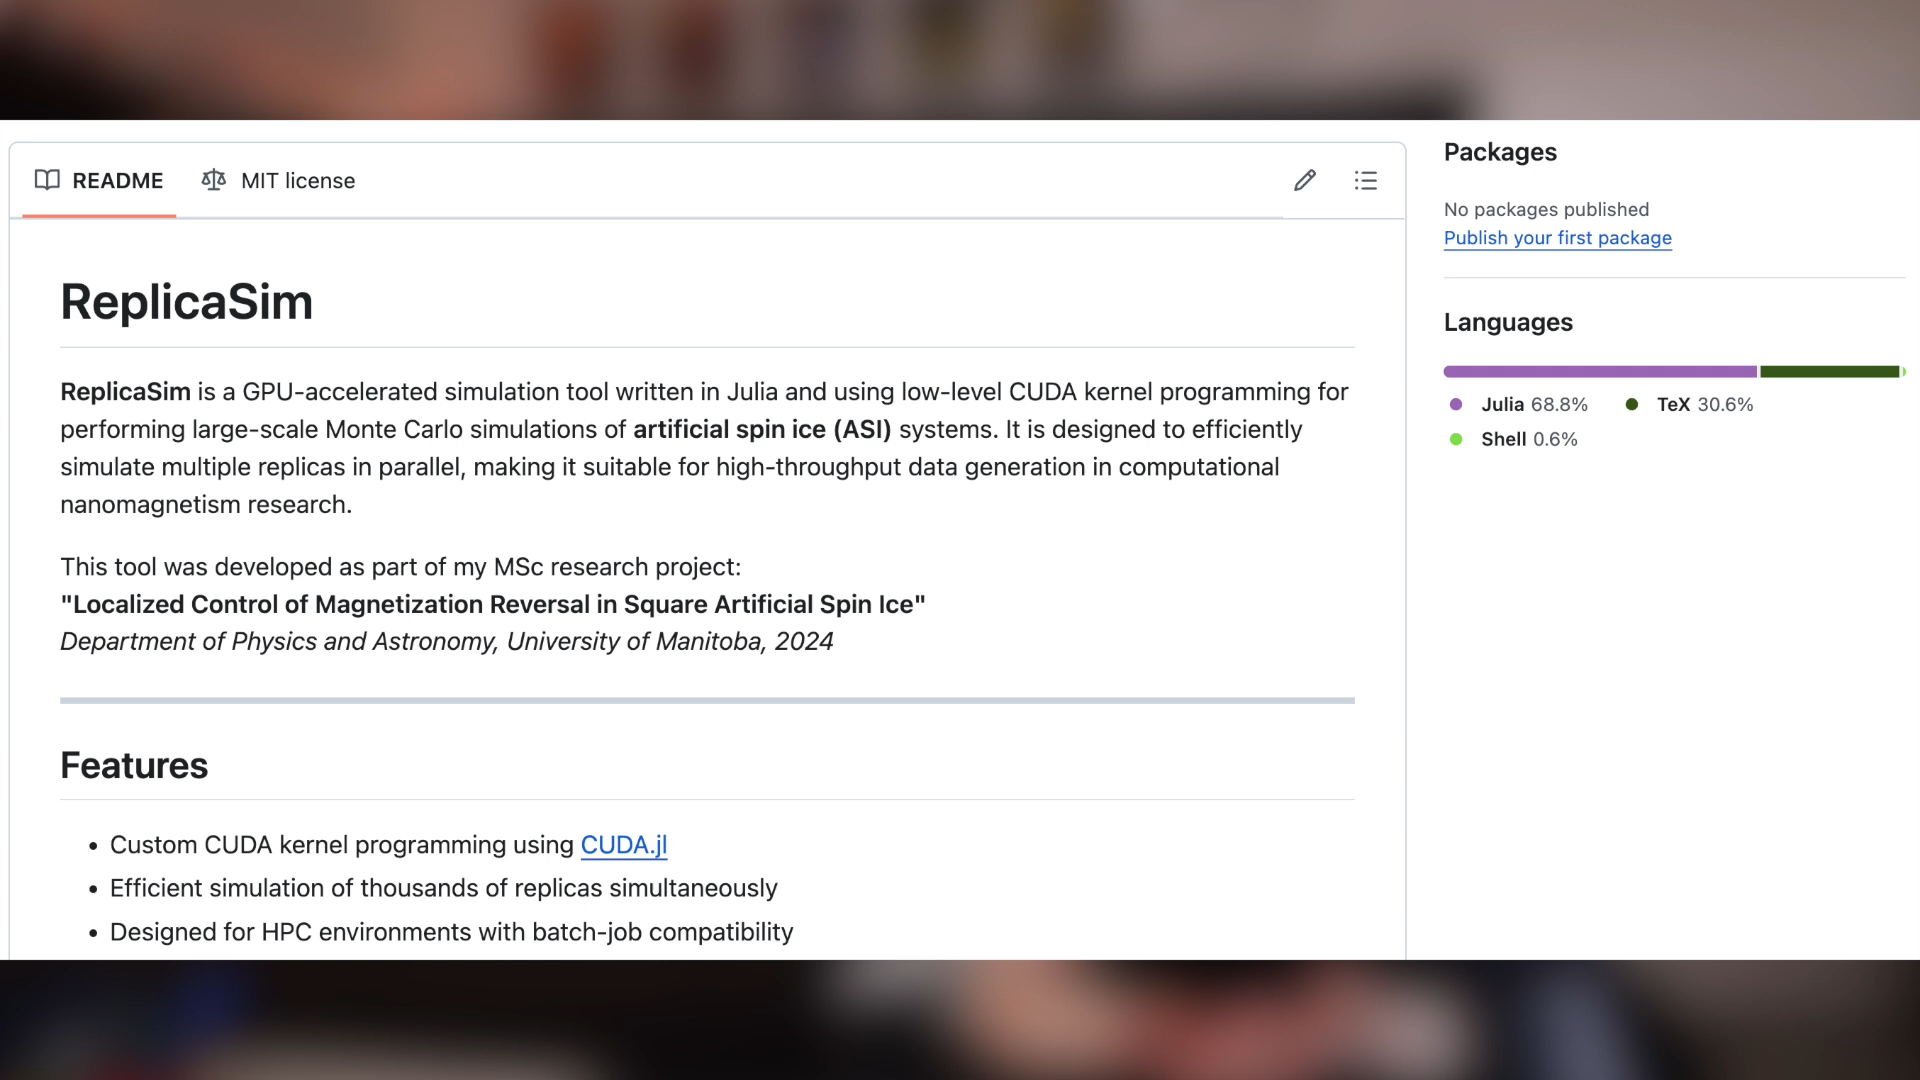 README
MIT license
ReplicaSim
ReplicaSim is a GPU-accelerated simulation tool written in Julia and using low-level CUDA kernel programming for
performing large-scale Monte Carlo simulations of artificial spin ice (ASI) systems. It is designed to efficiently
simulate multiple replicas in parallel, making it suitable for high-throughput data generation in computational
nanomagnetism research.
This tool was developed as part of my MSc research project:
"Localized Control of Magnetization Reversal in Square Artificial Spin Ice"
Department of Physics and Astronomy, University of Manitoba, 2024
Features
• Custom CUDA kernel programming using CUDA.jl
• Efficient simulation of thousands of replicas simultaneously
• Designed for HPC environments with batch-job compatibility
Packages
No packages published
Publish your first package
Languages
Julia 68.8% TeX 30.6%
Shell 0.6%